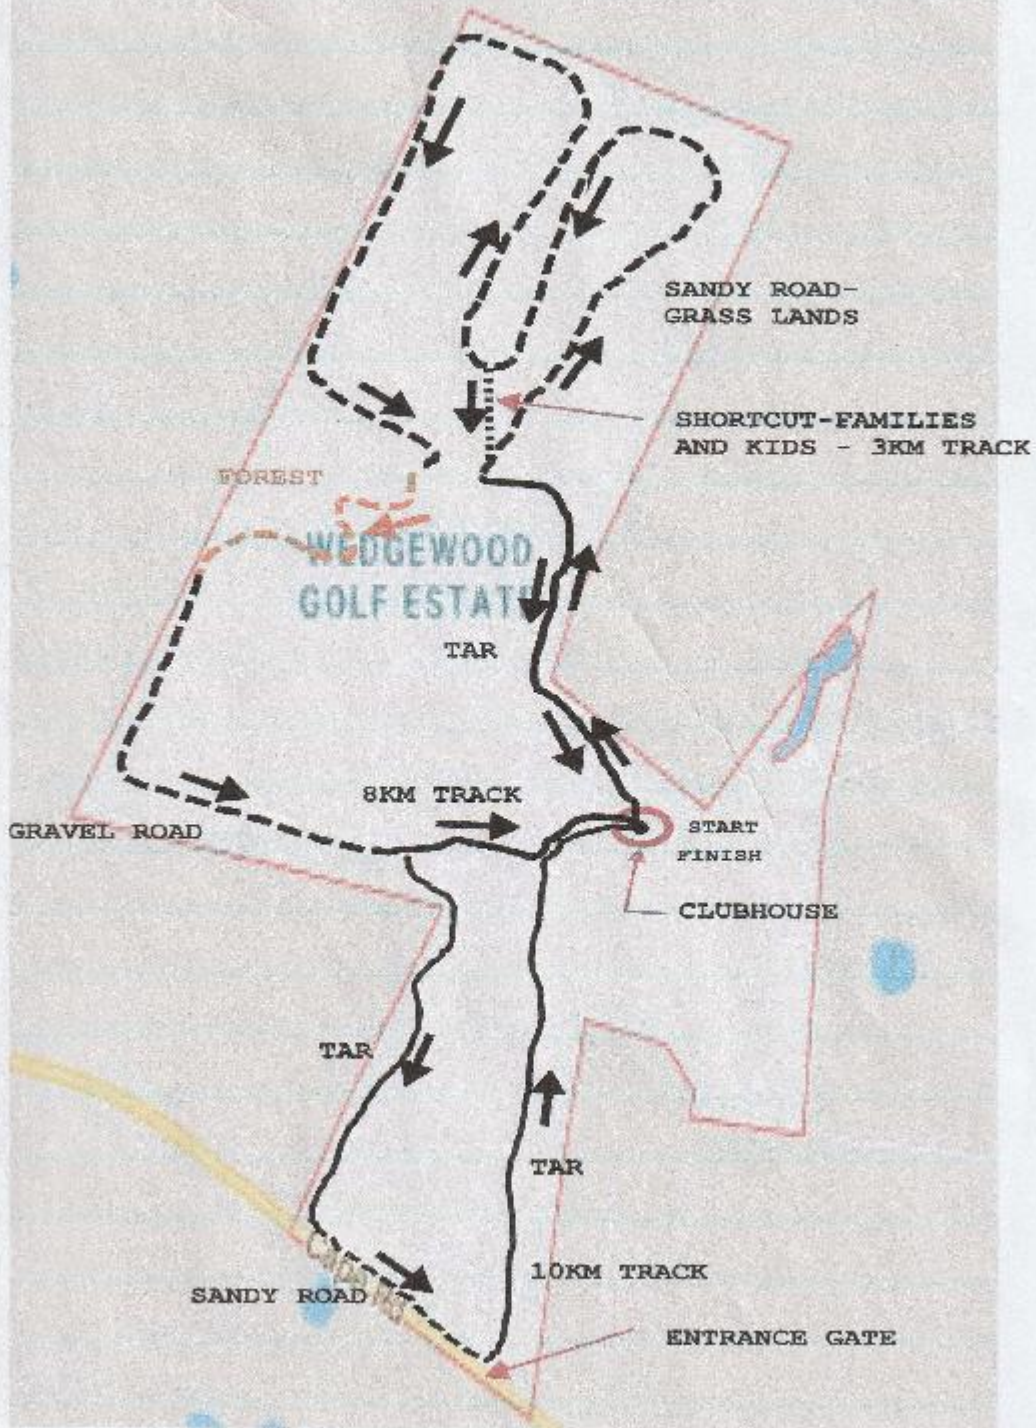 SANDY ROAD-
GRASS LANDS
SHORTCUT-FAMILIES
AND KIDS - 3KM TRACK
FOREST
WEDGEWOOD
GOLF ESTATE
TAR
8KM TRACK
GRAVEL ROAD
START
FINISH
CLUBHOUSE
TAR
TAR
10KM TRACK
SANDY ROAD
ENTRANCE GATE